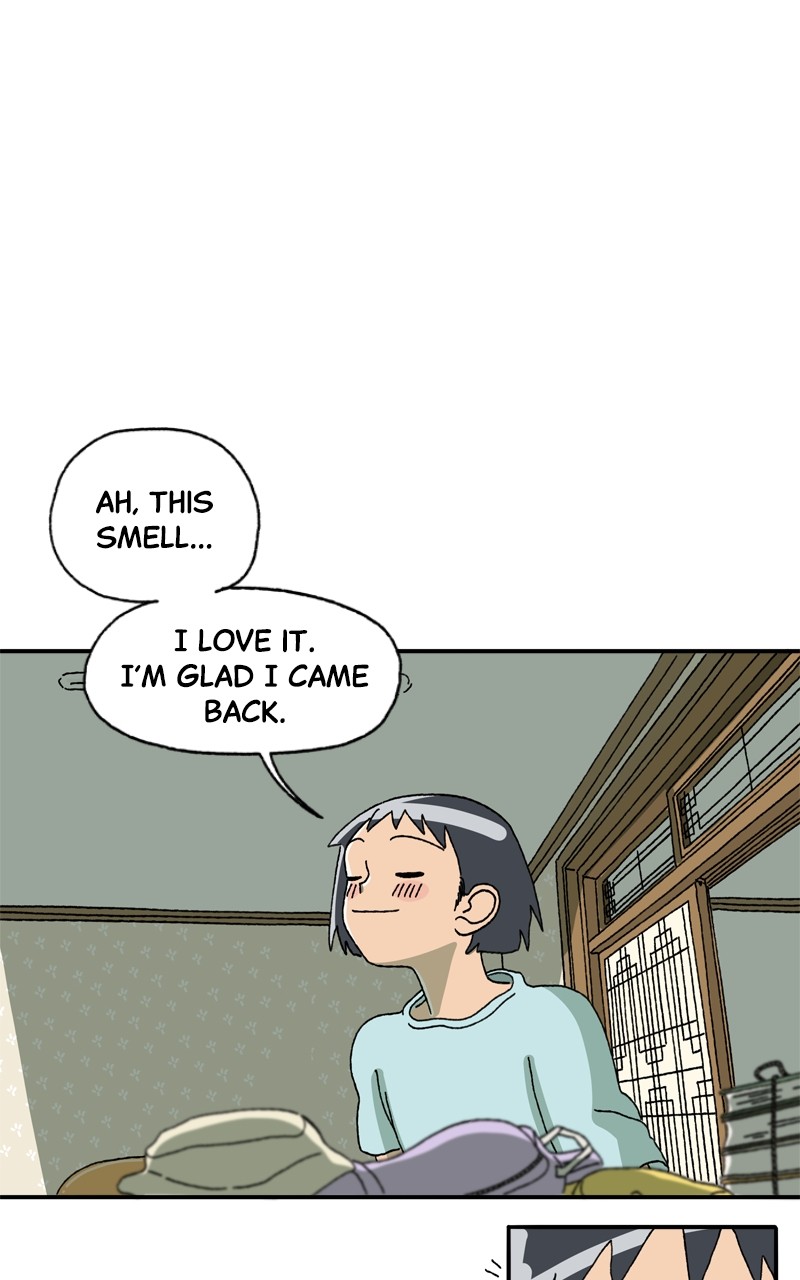 AH, THIS
SMELL...
I LOVE IT.
I'M GLAD I CAME
BACK.